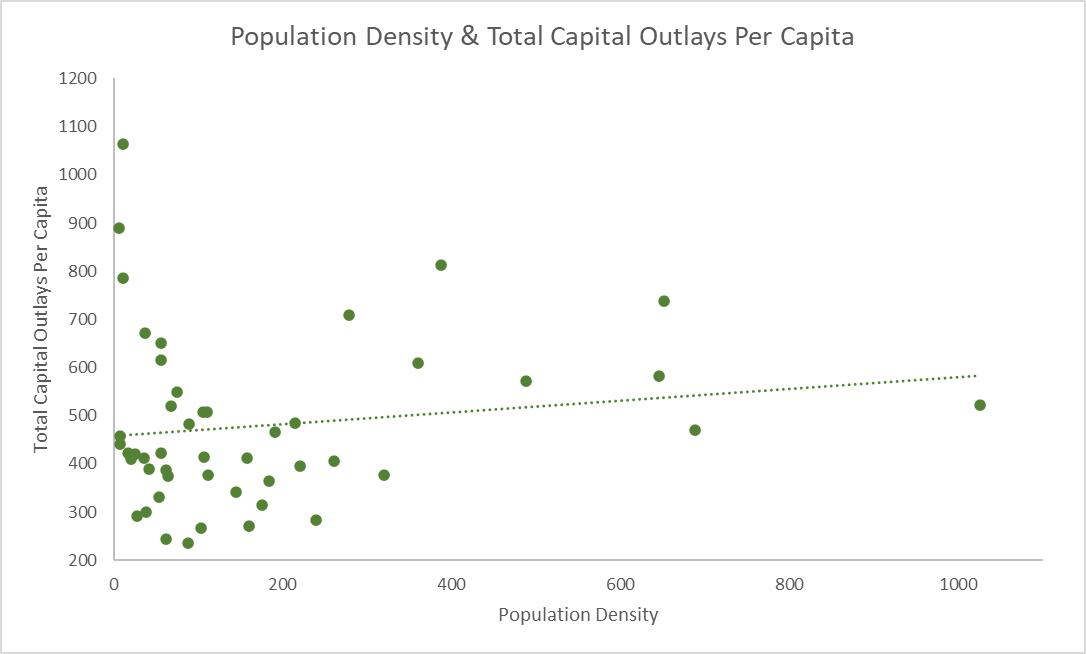 Population Density & Total Capital Outlays Per Capita
Total Capital Outlays Per Capita
1200
1100
1000
900
800
700
600
500
400
300
200
0 200 400 600 800 1000
Population Density